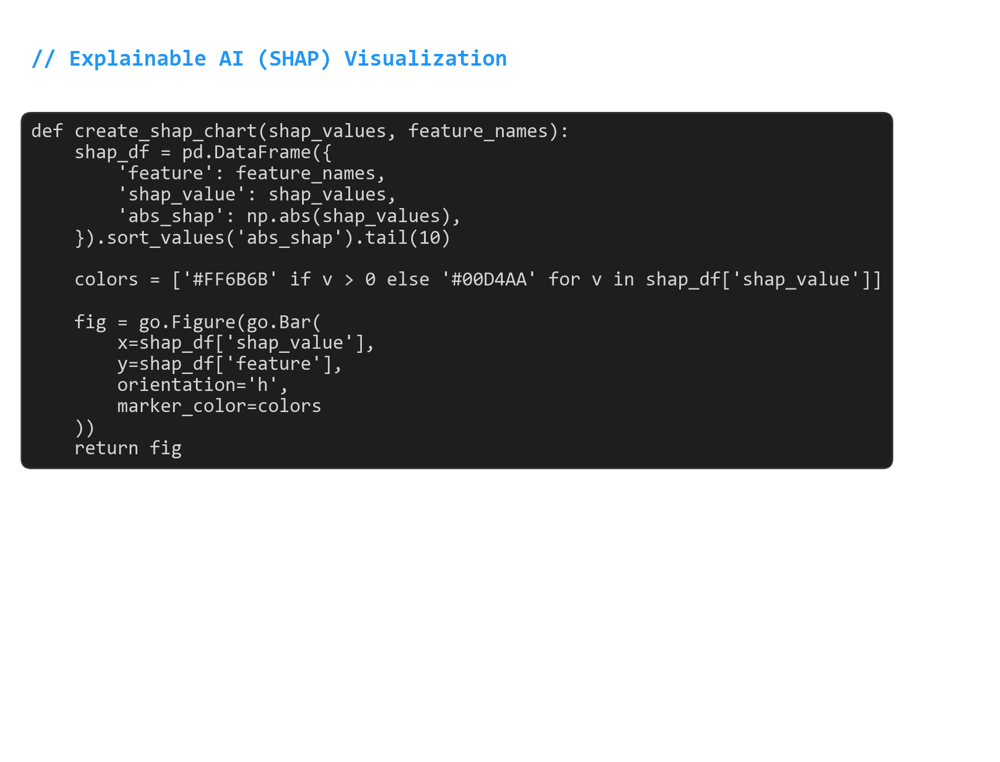 // Explainable AI (SHAP) Visualization
def create_shap_chart(shap_values, feature_names):
    shap_df = pd.DataFrame({
        'feature': feature_names,
        'shap_value': shap_values,
        'abs_shap': np.abs(shap_values),
    }).sort_values('abs_shap').tail(10)

    colors = ['#FF6B6B' if v > 0 else '#00D4AA' for v in shap_df['shap_value']]

    fig = go.Figure(go.Bar(
        x=shap_df['shap_value'],
        y=shap_df['feature'],
        orientation='h',
        marker_color=colors
    ))
    return fig